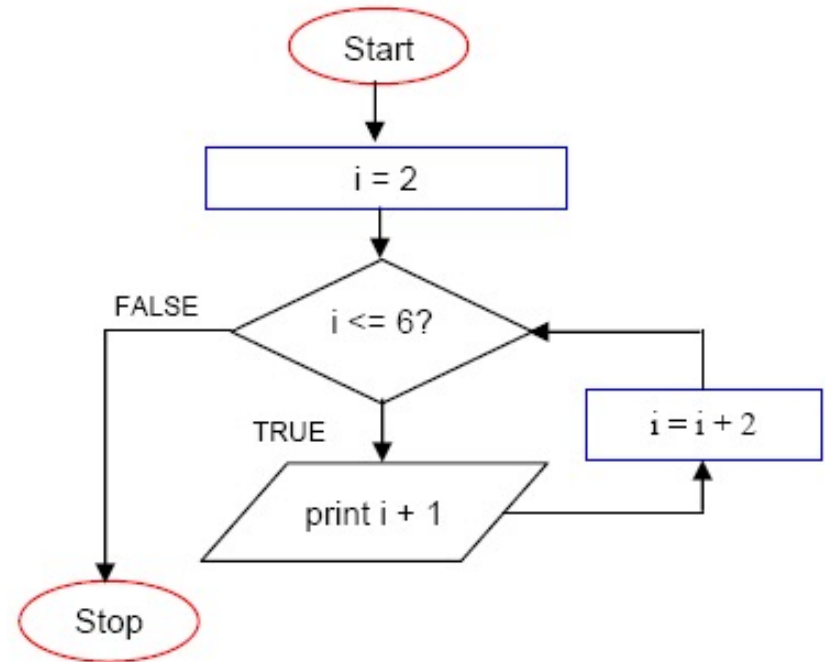 Start
i = 2
i <= 6?
FALSE
TRUE
print i + 1
i = i + 2
Stop